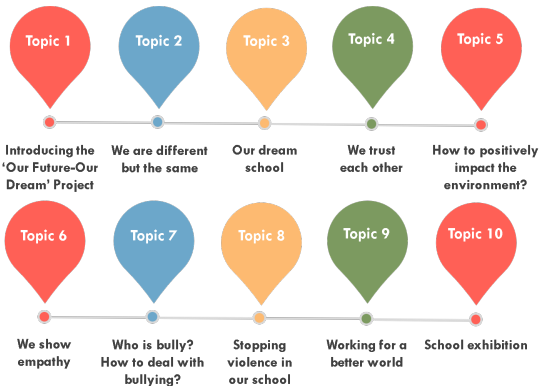 Topic 1
Topic 2
Topic 3
Topic 4
Topic 5
Introducing the
‘Our Future-Our
Dream’ Project
We are different
but the same
Our dream
school
We trust
each other
How to positively
impact the
environment?
Topic 6
Topic 7
Topic 8
Topic 9
Topic 10
We show
empathy
Who is bully?
How to deal with
bullying?
Stopping
violence in
our school
Working for a
better world
School exhibition